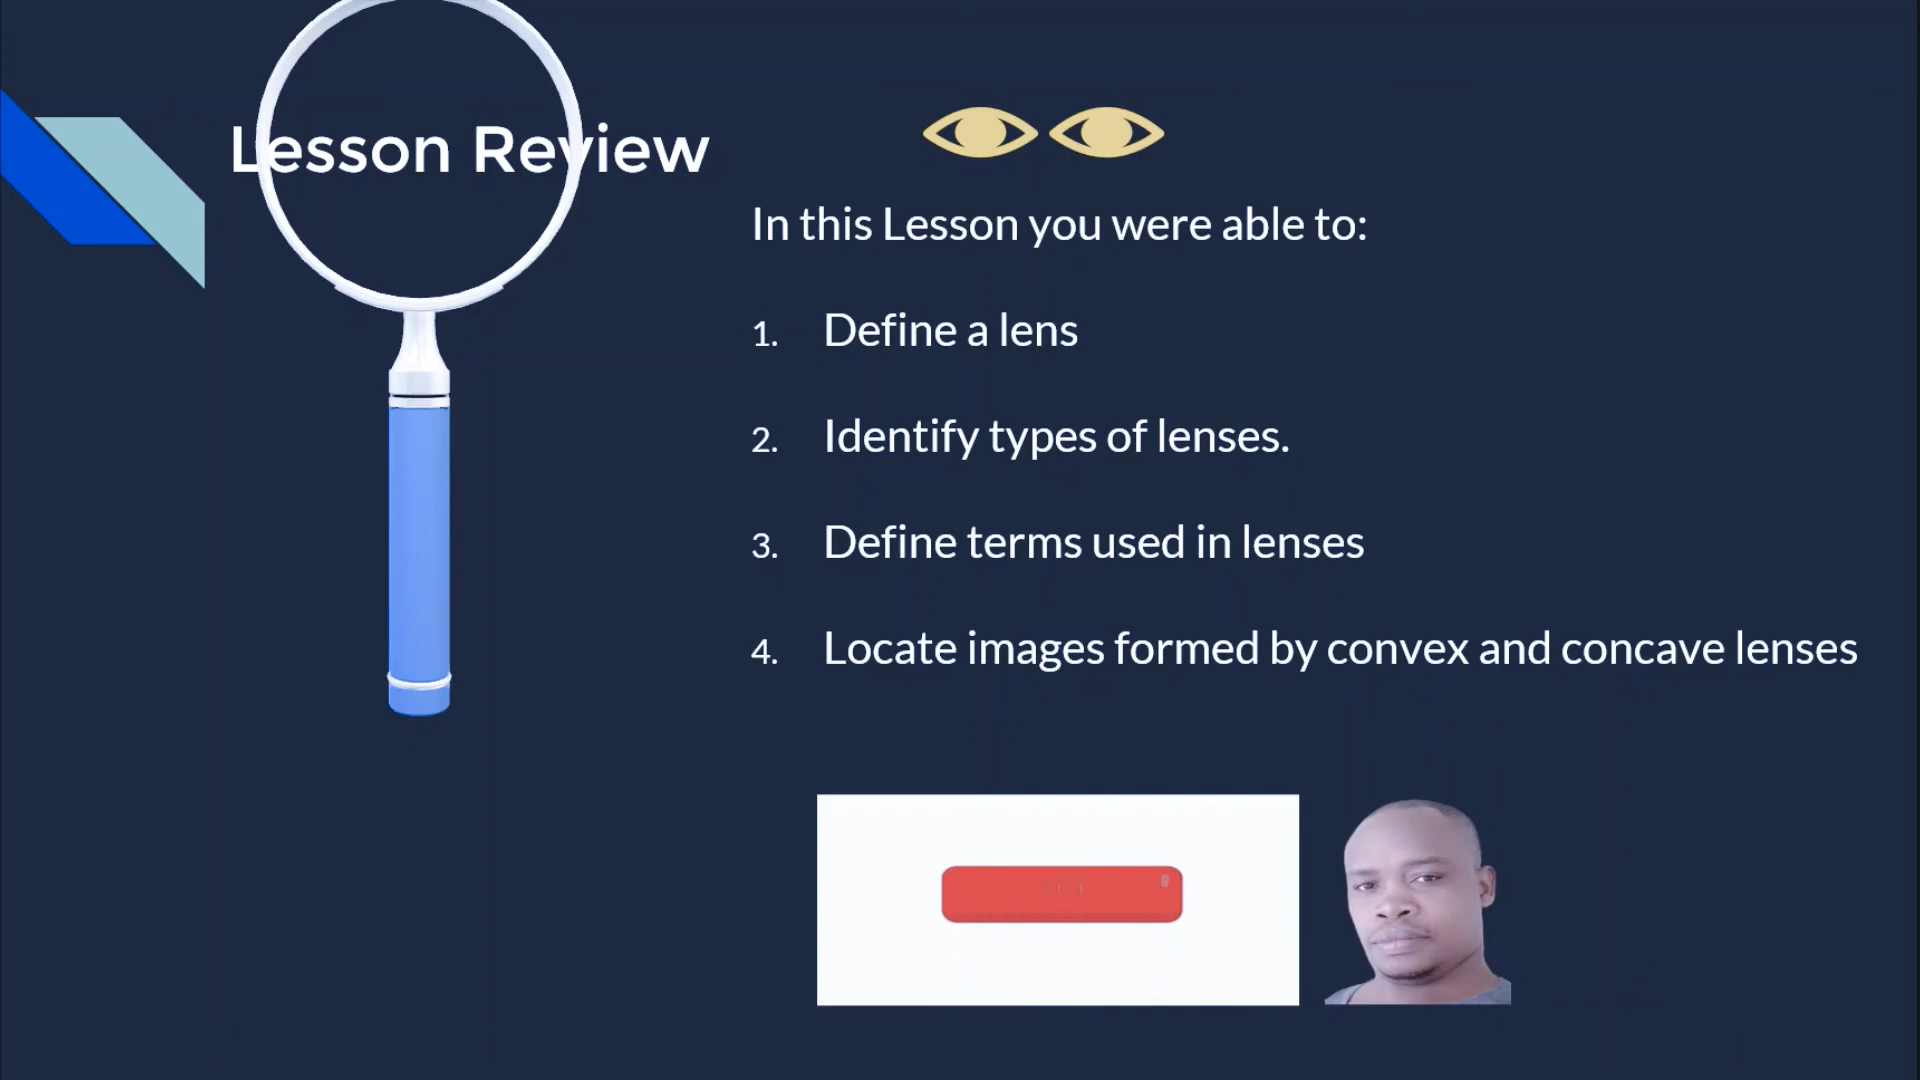 Lesson Review
In this Lesson you were able to:
1. Define a lens
2. Identify types of lenses.
3. Define terms used in lenses
4. Locate images formed by convex and concave lenses